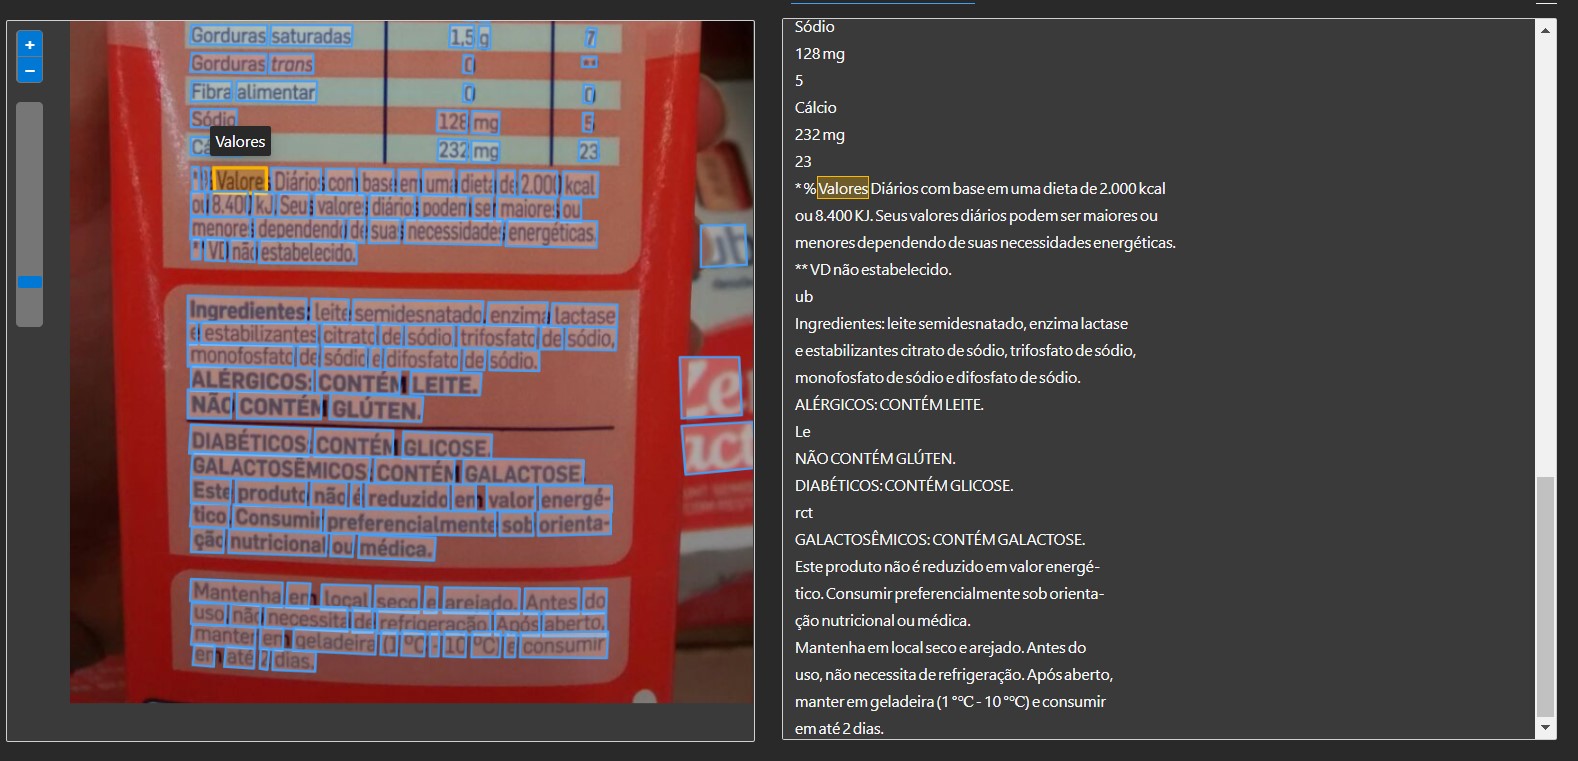 +
−
Gorduras saturadas 1,5 g 7
Gorduras trans 0 **
Fibra alimentar 0 0
Sódio 128 mg 5
Cá 232 mg 23
Valores
* % Valores Diários com base em uma dieta de 2.000 kcal
ou 8.400 kJ. Seus valores diários podem ser maiores ou
menores dependendo de suas necessidades energéticas.
** VD não estabelecido.
Ingredientes: leite semidesnatado, enzima lactase
e estabilizantes citrato de sódio, trifosfato de sódio,
monofosfato de sódio e difosfato de sódio.
ALÉRGICOS: CONTÉM LEITE.
NÃO CONTÉM GLÚTEN.
DIABÉTICOS: CONTÉM GLICOSE.
GALACTOSÊMICOS: CONTÉM GALACTOSE
Este produto não é reduzido em valor energé-
tico. Consumir preferencialmente sob orienta-
ção nutricional ou médica.
Mantenha em local seco e arejado. Antes do
uso, não necessita de refrigeração. Após aberto,
manter em geladeira (1 °C - 10 °C) e consumir
em até 2 dias.
ub
Ze
act
Sódio
128 mg
5
Cálcio
232 mg
23
* % Valores Diários com base em uma dieta de 2.000 kcal
ou 8.400 KJ. Seus valores diários podem ser maiores ou
menores dependendo de suas necessidades energéticas.
** VD não estabelecido.
ub
Ingredientes: leite semidesnatado, enzima lactase
e estabilizantes citrato de sódio, trifosfato de sódio,
monofosfato de sódio e difosfato de sódio.
ALÉRGICOS: CONTÉM LEITE.
Le
NÃO CONTÉM GLÚTEN.
DIABÉTICOS: CONTÉM GLICOSE.
rct
GALACTOSÊMICOS: CONTÉM GALACTOSE.
Este produto não é reduzido em valor energé-
tico. Consumir preferencialmente sob orienta-
ção nutricional ou médica.
Mantenha em local seco e arejado. Antes do
uso, não necessita de refrigeração. Após aberto,
manter em geladeira (1 °℃ - 10 °℃) e consumir
em até 2 dias.